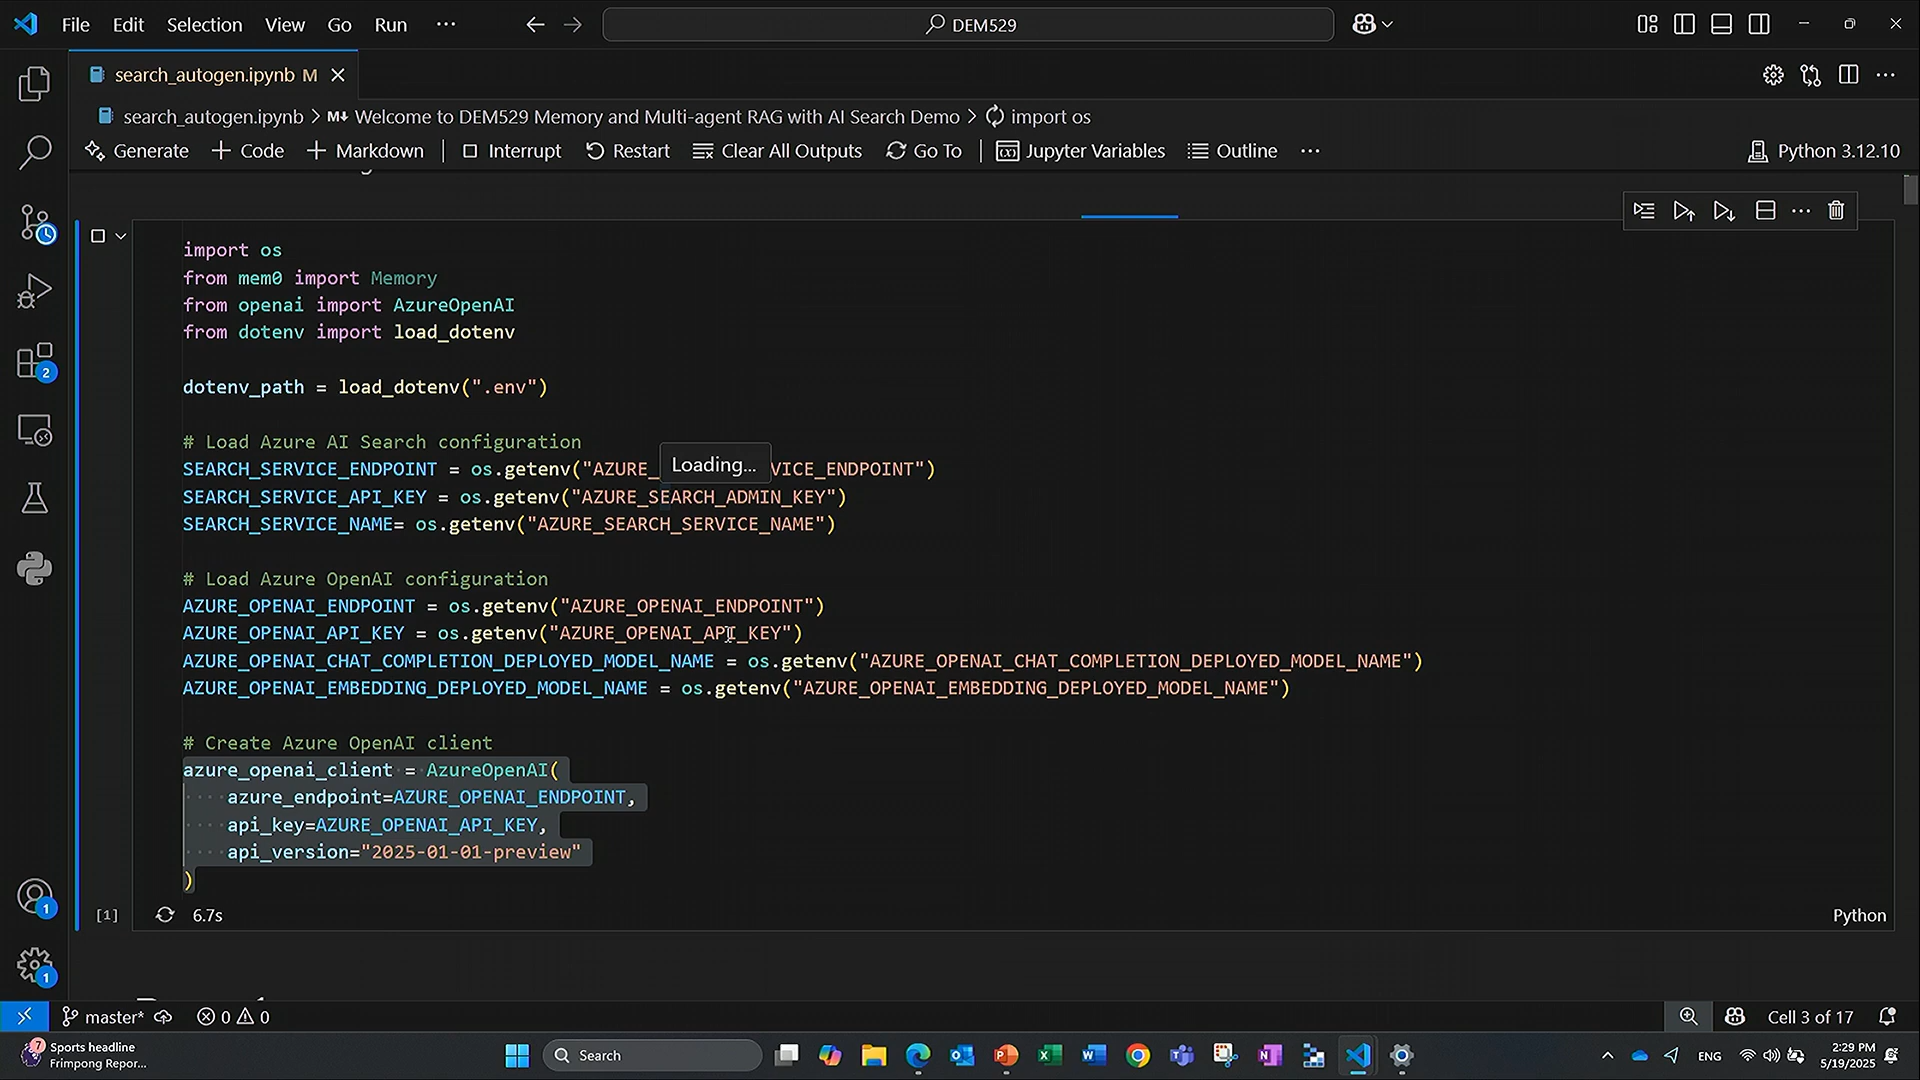 File Edit Selection View Go Run ··· DEM529
search_autogen.ipynb M
search_autogen.ipynb > M↓ Welcome to DEM529 Memory and Multi-agent RAG with AI Search Demo > import os
Generate + Code + Markdown Interrupt Restart Clear All Outputs Go To Jupyter Variables Outline ··· Python 3.12.10
import os
from mem0 import Memory
from openai import AzureOpenAI
from dotenv import load_dotenv
dotenv_path = load_dotenv(".env")
# Load Azure AI Search configuration
SEARCH_SERVICE_ENDPOINT = os.getenv("AZURE_ VICE_ENDPOINT")
Loading...
SEARCH_SERVICE_API_KEY = os.getenv("AZURE_SEARCH_ADMIN_KEY")
SEARCH_SERVICE_NAME= os.getenv("AZURE_SEARCH_SERVICE_NAME")
# Load Azure OpenAI configuration
AZURE_OPENAI_ENDPOINT = os.getenv("AZURE_OPENAI_ENDPOINT")
AZURE_OPENAI_API_KEY = os.getenv("AZURE_OPENAI_API_KEY")
AZURE_OPENAI_CHAT_COMPLETION_DEPLOYED_MODEL_NAME = os.getenv("AZURE_OPENAI_CHAT_COMPLETION_DEPLOYED_MODEL_NAME")
AZURE_OPENAI_EMBEDDING_DEPLOYED_MODEL_NAME = os.getenv("AZURE_OPENAI_EMBEDDING_DEPLOYED_MODEL_NAME")
# Create Azure OpenAI client
azure_openai_client = AzureOpenAI(
    azure_endpoint=AZURE_OPENAI_ENDPOINT,
    api_key=AZURE_OPENAI_API_KEY,
    api_version="2025-01-01-preview"
)
[1] 6.7s Python
2
1
1
master* 0 0 Cell 3 of 17
7 Sports headline
Frimpong Repor...
Search
ENG
2:29 PM
5/19/2025